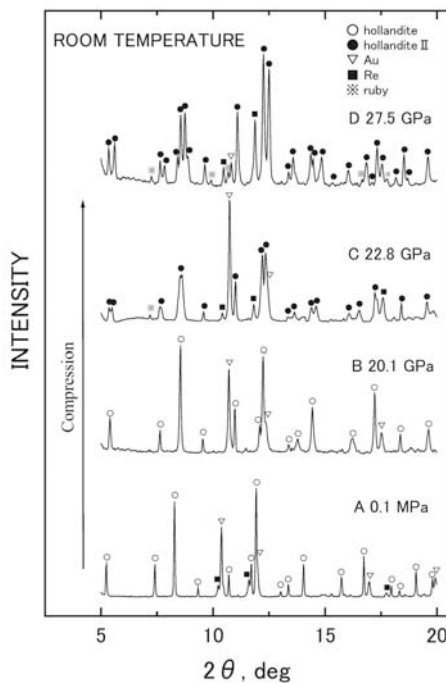 ROOM TEMPERATURE
○ hollandite
● hollandite Ⅱ
▽ Au
■ Re
※ ruby
D 27.5 GPa
C 22.8 GPa
B 20.1 GPa
A 0.1 MPa
INTENSITY
Compression
5 10 15 20
2 θ , deg